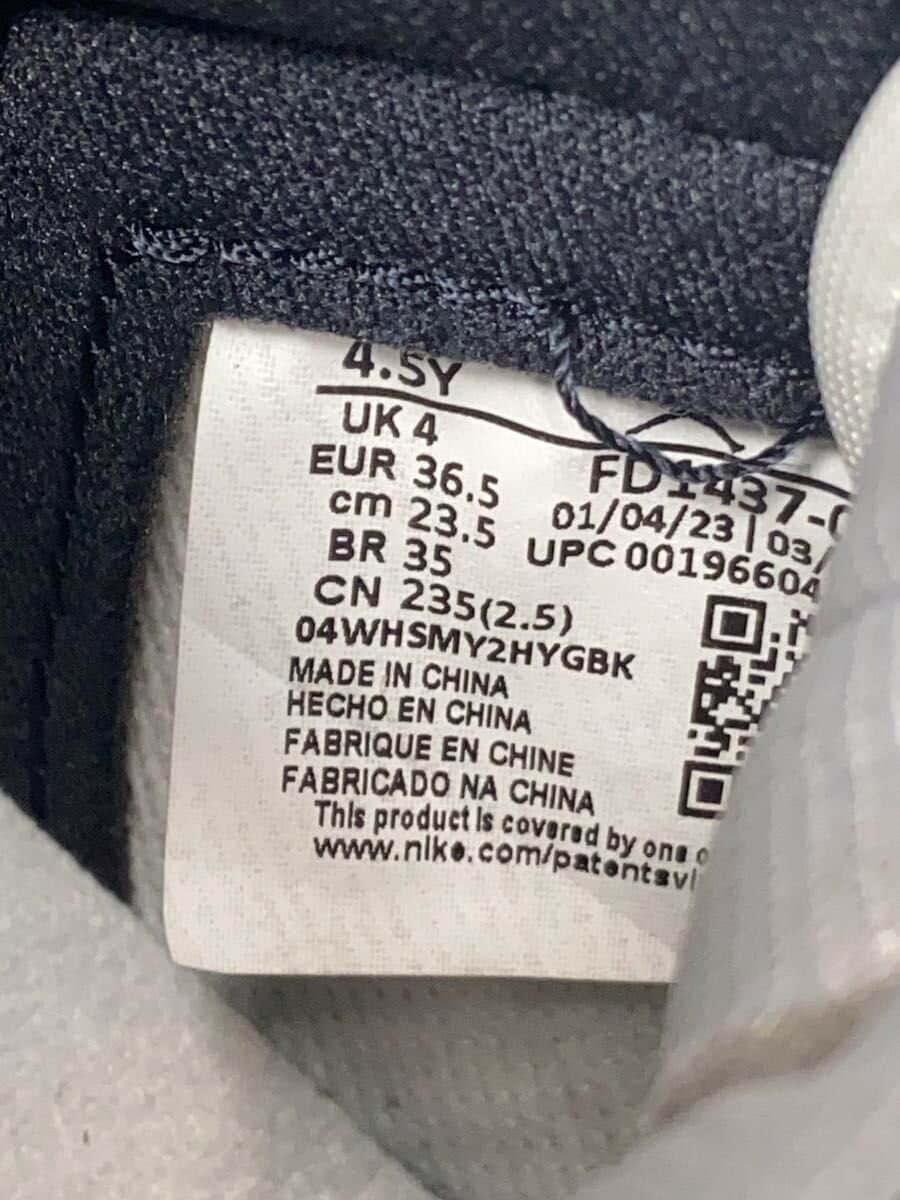 4.5Y
UK 4
EUR 36.5
cm 23.5
BR 35
CN 235(2.5)
04WHSMY2HYGBK
FD1437-
01/04/23 | 03/
UPC 00196604
MADE IN CHINA
HECHO EN CHINA
FABRIQUE EN CHINE
FABRICADO NA CHINA
This product is covered by one
www.nike.com/patents